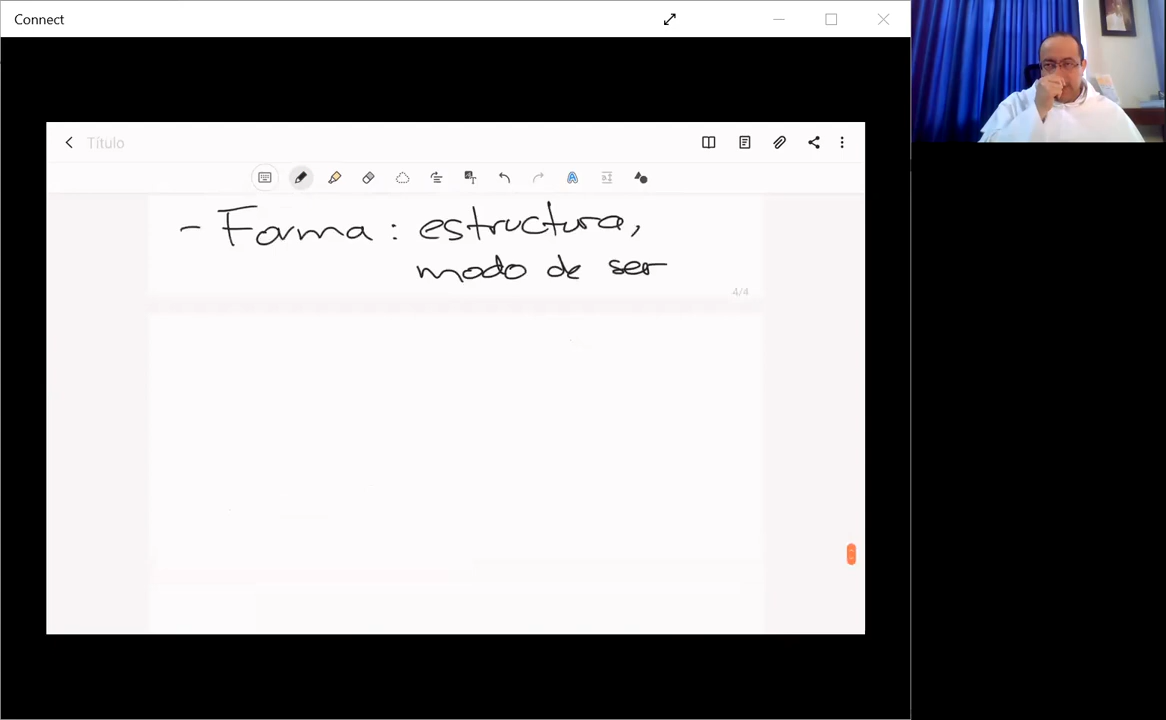 Connect
Título
- Forma : estructura,
modo de ser
4/4